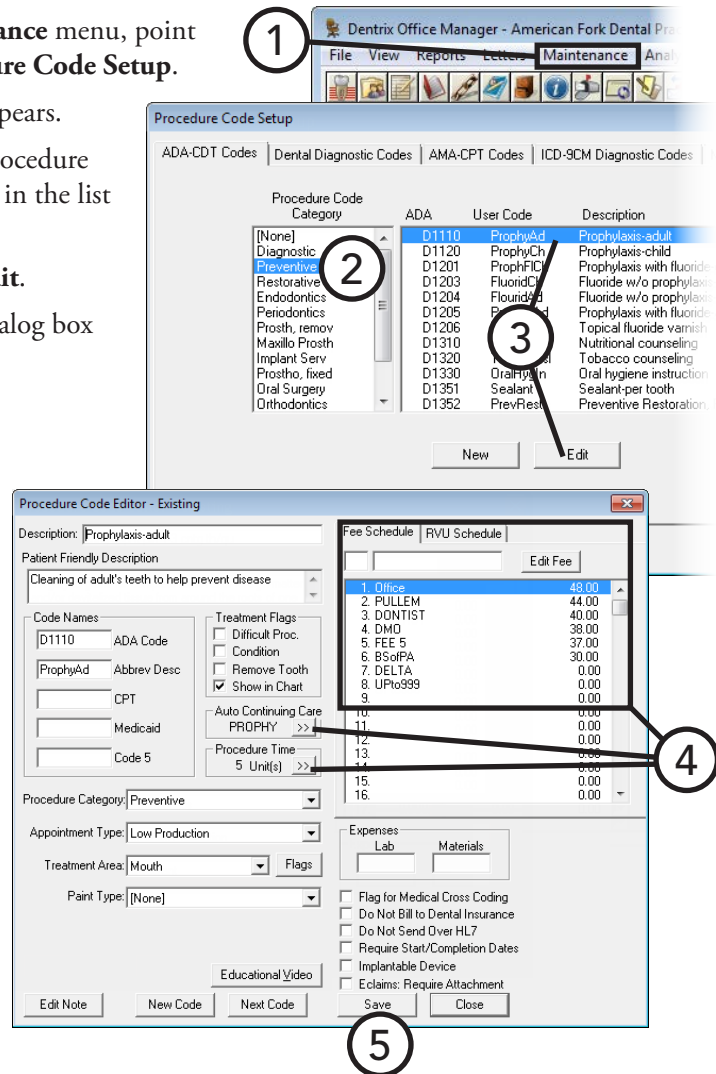 ance menu, point
ure Code Setup.
pears.
ocedure
in the list
it.
alog box
1
Dentrix Office Manager - American Fork Dental Pra
File View Reports Letters Maintenance Anal
Procedure Code Setup
ADA-CDT Codes Dental Diagnostic Codes AMA-CPT Codes ICD-9CM Diagnostic Codes
Procedure Code
Category
ADA User Code Description
[None]
Diagnostic
Preventive
Restorative
Endodontics
Periodontics
Prosth, remov
Maxillo Prosth
Implant Serv
Prostho, fixed
Oral Surgery
Orthodontics
2
D1110 ProphyAd Prophylaxis-adult
D1120 ProphyCh Prophylaxis-child
D1201 ProphFlCh Prophylaxis with fluoride-
D1203 FluoridCh Fluoride w/o prophylaxis
D1204 FlouridAd Fluoride w/o prophylaxis
D1205 Prophylaxis with fluoride-
D1206 Topical fluoride varnish
D1310 Nutritional counseling
D1320 Tobacco counseling
D1330 OralHygIn Oral hygiene instruction
D1351 Sealant Sealant-per tooth
D1352 PrevRest Preventive Restoration,
3
New Edit
Procedure Code Editor - Existing
Description: Prophylaxis-adult
Patient Friendly Description
Cleaning of adult's teeth to help prevent disease
Code Names
D1110 ADA Code
ProphyAd Abbrev Desc
CPT
Medicaid
Code 5
Treatment Flags
Difficult Proc.
Condition
Remove Tooth
Show in Chart
Auto Continuing Care
PROPHY >>
Procedure Time
5 Unit(s) >>
Procedure Category: Preventive
Appointment Type: Low Production
Treatment Area: Mouth Flags
Paint Type: [None]
Educational Video
Edit Note New Code Next Code
Fee Schedule RVU Schedule
Edit Fee
1. Office 48.00
2. PULLEM 44.00
3. DONTIST 40.00
4. DMO 38.00
5. FEE 5 37.00
6. BSofPA 30.00
7. DELTA 0.00
8. UPto999 0.00
9. 0.00
10. 0.00
11. 0.00
12. 0.00
13. 0.00
14. 0.00
15. 0.00
16. 0.00
4
Expenses
Lab Materials
Flag for Medical Cross Coding
Do Not Bill to Dental Insurance
Do Not Send Over HL7
Require Start/Completion Dates
Implantable Device
Eclaims: Require Attachment
Save Close
5